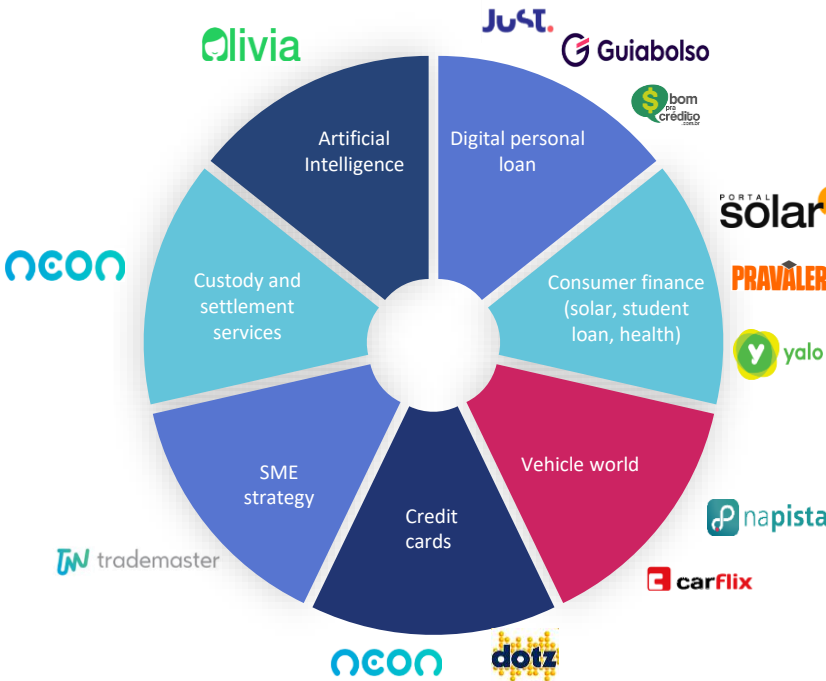 Olivia
JUST.
Guiabolso
bom
pra
crédito
.com.br
Artificial
Intelligence
Digital personal
loan
PORTAL
solar
PRAVALER
yalo
neon
Custody and
settlement
services
Consumer finance
(solar, student
loan, health)
SME
strategy
Vehicle world
Credit
cards
napista
carflix
TM trademaster
neon
dotz